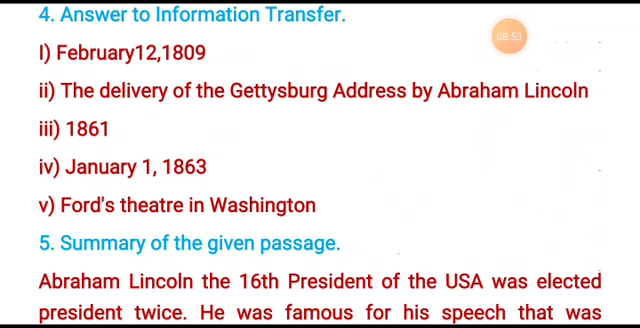 4. Answer to Information Transfer.
08:53
I) February12,1809
ii) The delivery of the Gettysburg Address by Abraham Lincoln
iii) 1861
iv) January 1, 1863
v) Ford's theatre in Washington
5. Summary of the given passage.
Abraham Lincoln the 16th President of the USA was elected
president twice. He was famous for his speech that was